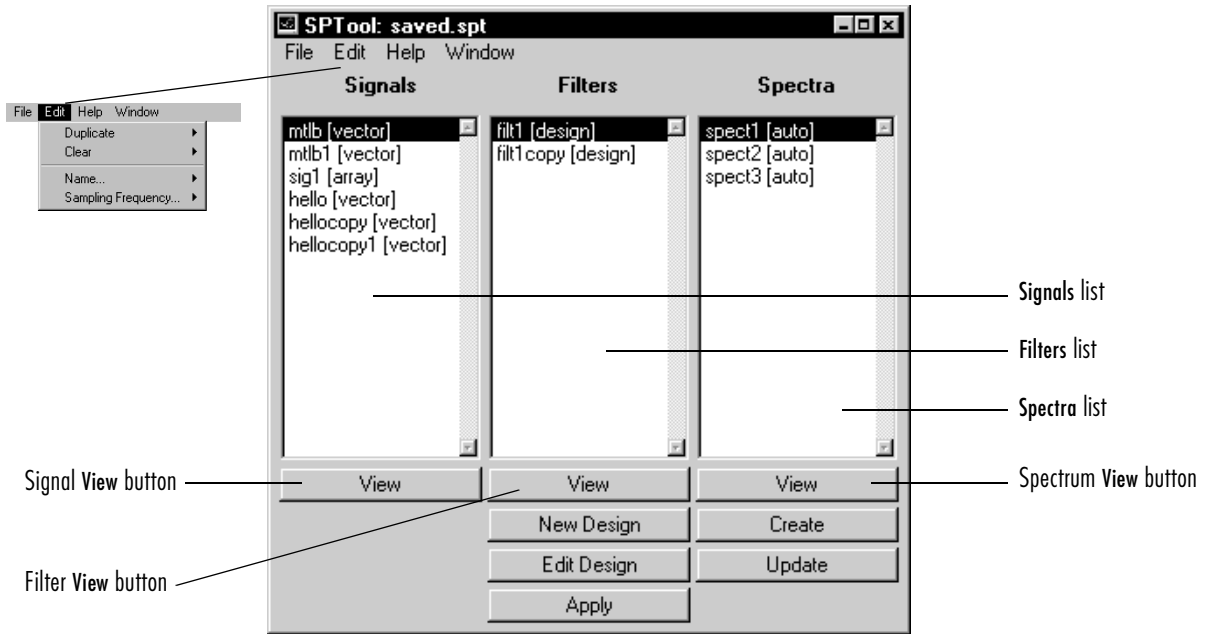 SPTool: saved.spt
File Edit Help Window
Signals Filters Spectra
File Edit Help Window
Duplicate
Clear
Name...
Sampling Frequency...
mtlb [vector]
mtlb1 [vector]
sig1 [array]
hello [vector]
hellocopy [vector]
hellocopy1 [vector]
filt1 [design]
filt1copy [design]
spect1 [auto]
spect2 [auto]
spect3 [auto]
Signals list
Filters list
Spectra list
Signal View button
View View View
Spectrum View button
New Design Create
Edit Design Update
Filter View button
Apply